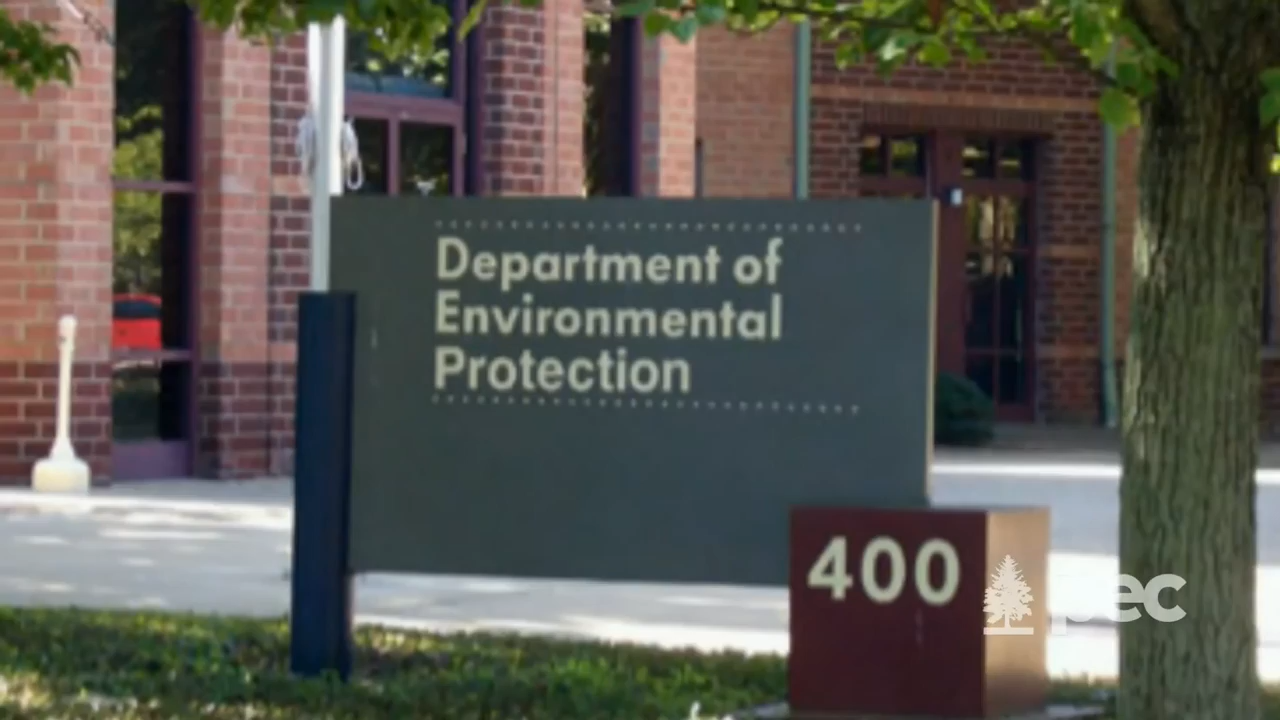 Department of
Environmental
Protection
400
pec